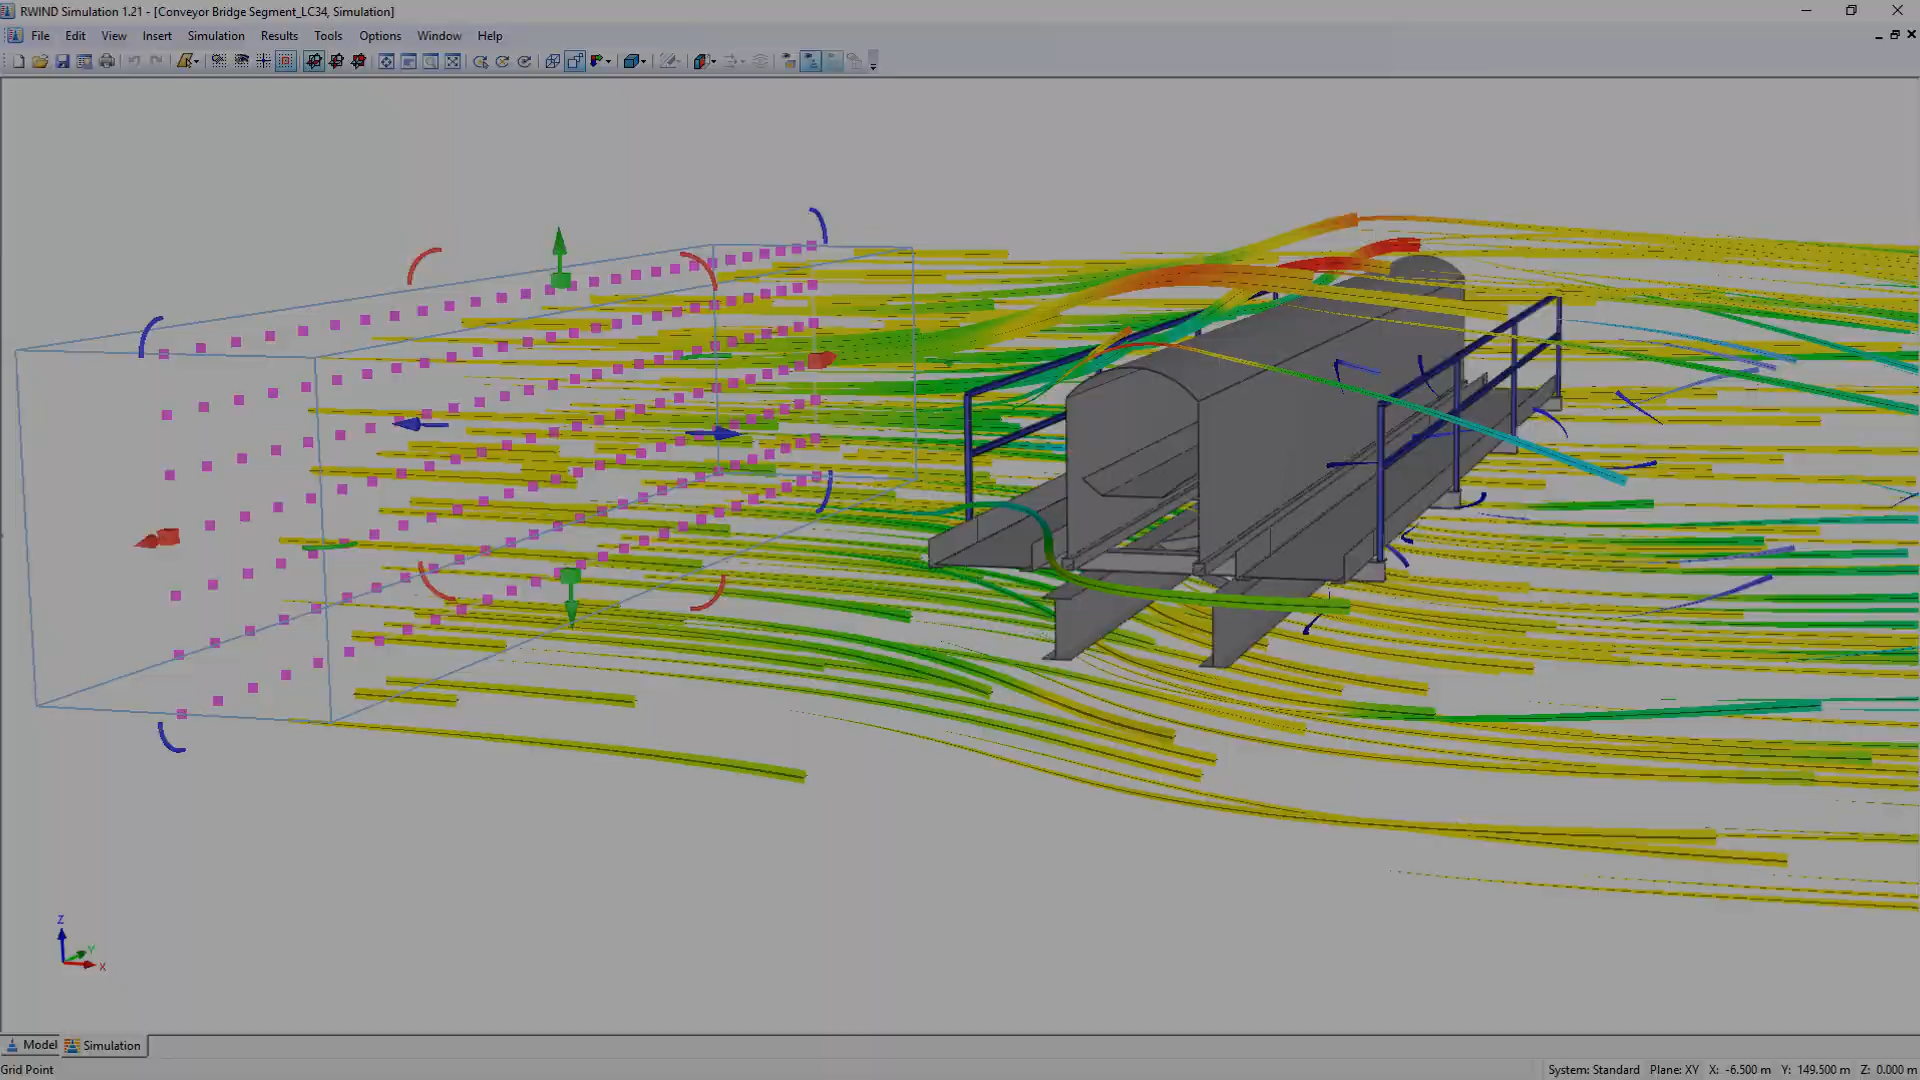 RWIND Simulation 1.21 - [Conveyor Bridge Segment_LC34, Simulation]
File Edit View Insert Simulation Results Tools Options Window Help
Z
Y
X
Model Simulation
Grid Point System: Standard Plane: XY X: -6.500 m Y: 149.500 m Z: 0.000 m